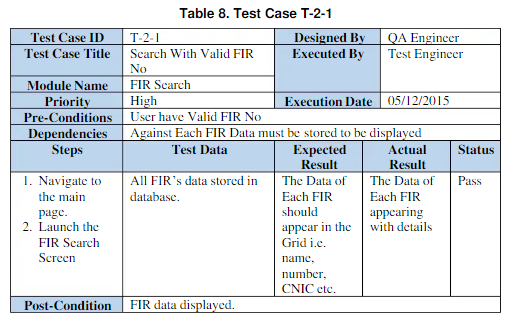 Table 8. Test Case T-2-1
Test Case ID T-2-1 Designed By QA Engineer
Test Case Title Search With Valid FIR No Executed By Test Engineer
Module Name FIR Search
Priority High Execution Date 05/12/2015
Pre-Conditions User have Valid FIR No
Dependencies Against Each FIR Data must be stored to be displayed
Steps Test Data Expected Result Actual Result Status
1. Navigate to
the main
page.
2. Launch the
FIR Search
Screen
All FIR's data stored in
database.
The Data of
Each FIR
should
appear in the
Grid i.e.
name,
number,
CNIC etc.
The Data of
Each FIR
appearing
with details
Pass
Post-Condition FIR data displayed.